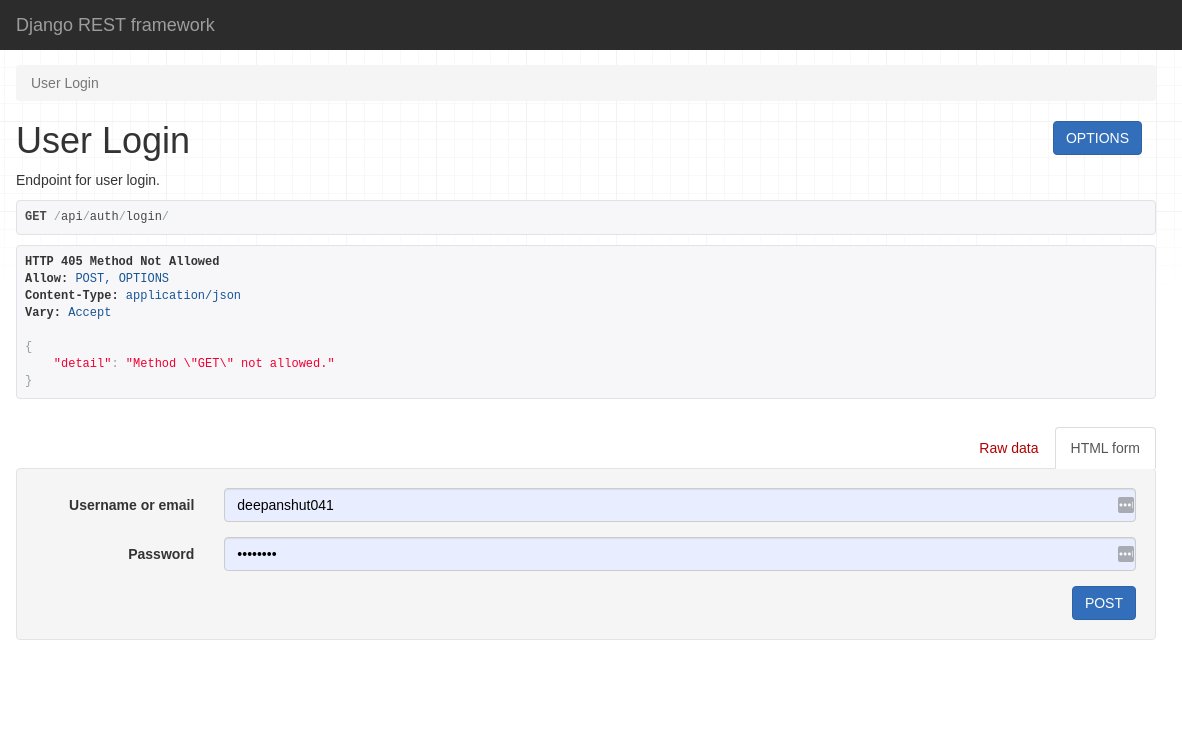 Django REST framework
User Login
User Login
OPTIONS
Endpoint for user login.
GET /api/auth/login/
HTTP 405 Method Not Allowed
Allow: POST, OPTIONS
Content-Type: application/json
Vary: Accept
{
    "detail": "Method \"GET\" not allowed."
}
Raw data
HTML form
Username or email
deepanshut041
Password
••••••••
POST